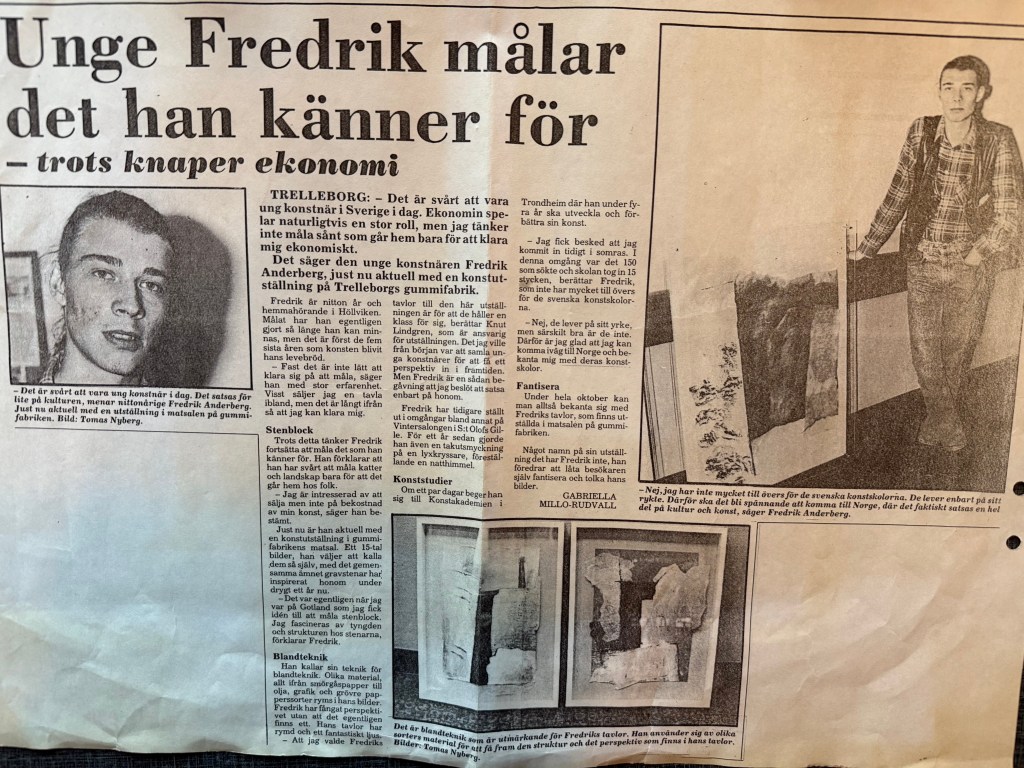 Unge Fredrik målar
det han känner för
– trots knaper ekonomi
– Det är svårt att vara ung konstnär i dag. Det satsas för
lite på kulturen, menar nittonårige Fredrik Anderberg.
Just nu aktuell med en utställning i matsalen på gummi-
fabriken. Bild: Tomas Nyberg.
TRELLEBORG: – Det är svårt att vara
ung konstnär i Sverige i dag. Ekonomin spe-
lar naturligtvis en stor roll, men jag tänker
inte måla sånt som går hem bara för att klara
mig ekonomiskt.
Det säger den unge konstnären Fredrik
Anderberg, just nu aktuell med en konstut-
ställning på Trelleborgs gummifabrik.
Fredrik är nitton år och
hemmahörande i Höllviken.
Målat har han egentligen
gjort så länge han kan min-
nas, men det är först de fem
sista åren som konsten blivit
hans levebröd.
– Fast det är inte lätt att
klara sig på att måla, säger
han med stor erfarenhet.
Visst säljer jag en tavla
ibland, men det är långt ifrån
så att jag kan klara mig.
Stenblock
Trots detta tänker Fredrik
fortsätta att måla det som han
känner för. Han förklarar att
han har svårt att måla katter
och landskap bara för att det
går hem hos folk.
– Jag är intresserad av att
sälja men inte på bekostnad
av min konst, säger han be-
stämt.
Just nu är han aktuell med
en konstutställning i gummi-
fabrikens matsal. Ett 15-tal
bilder, han väljer att kalla
dem så själv, med det gemen-
samma ämnet gravstenar har
inspirerat honom under
drygt ett år nu.
– Det var egentligen när jag
var på Gotland som jag fick
idén till att måla stenblock.
Jag fascineras av tyngden
och strukturen hos stenarna,
förklarar Fredrik.
Blandteknik
Han kallar sin teknik för
blandteknik. Olika material,
allt ifrån smörgåspapper till
olja, grafik och grövre pap-
perssorter ryms i hans bilder.
Fredrik har fångat perspekti-
vet utan att det egentligen
finns ett. Hans tavlor har
rymd och ett fantastiskt ljus.
– Att jag valde Fredriks
tavlor till den här utställ-
ningen är för att de håller en
klass för sig, berättar Knut
Lindgren, som är ansvarig
för utställningen. Det jag ville
från början var att samla un-
ga konstnärer för att få ett
perspektiv in i framtiden.
Men Fredrik är en sådan be-
gåvning att jag beslöt att satsa
enbart på honom.
Fredrik har tidigare ställt
ut i omgångar bland annat på
Vintersalongen i S:t Olofs Gil-
le. För ett år sedan gjorde
han även en takutsmyckning
på en lyxkryssare, förestäl-
lande en natthimmel.
Konststudier
Om ett par dagar beger han
sig till Konstakademien i
Trondheim där han under fy-
ra år ska utveckla och för-
bättra sin konst.
– Jag fick besked att jag
kommit in tidigt i somras. I
denna omgång var det 150
som sökte och skolan tog in 15
stycken, berättar Fredrik,
som inte har mycket till övers
för de svenska konstskolor-
na.
– Nej, de lever på sitt yrke,
men särskilt bra är de inte.
Därför är jag glad att jag kan
komma iväg till Norge och be-
kanta mig med deras konst-
skolor.
Fantisera
Under hela oktober kan
man alltså bekanta sig med
Fredriks tavlor, som finns ut-
ställda i matsalen på gummi-
fabriken.
Något namn på sin utställ-
ning det har Fredrik inte, han
föredrar att låta besökaren
själv fantisera och tolka hans
bilder.
GABRIELLA
MILLO-RUDVALL
– Nej, jag har inte mycket till övers för de svenska konstskolorna. De lever enbart på sitt
rykte. Därför ska det bli spännande att komma till Norge, där det faktiskt satsas en hel
del på kultur och konst, säger Fredrik Anderberg.
Det är blandteknik som är utmärkande för Fredriks tavlor. Han använder sig av olika
sorters material för att få fram den struktur och det perspektiv som finns i hans tavlor.
Bilder: Tomas Nyberg.